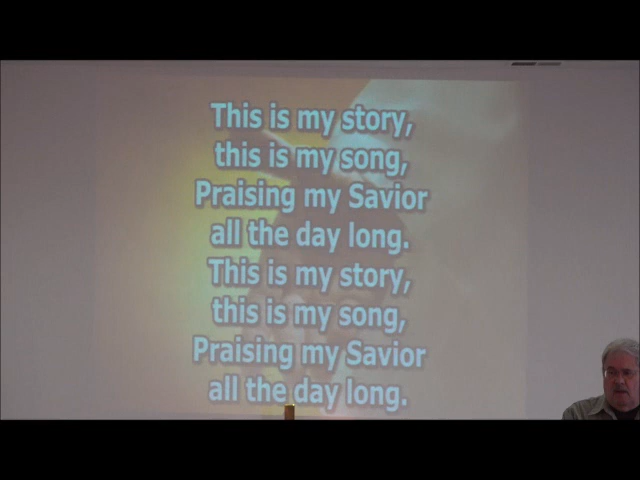 This is my story,
this is my song,
Praising my Savior
all the day long.
This is my story,
this is my song,
Praising my Savior
all the day long.